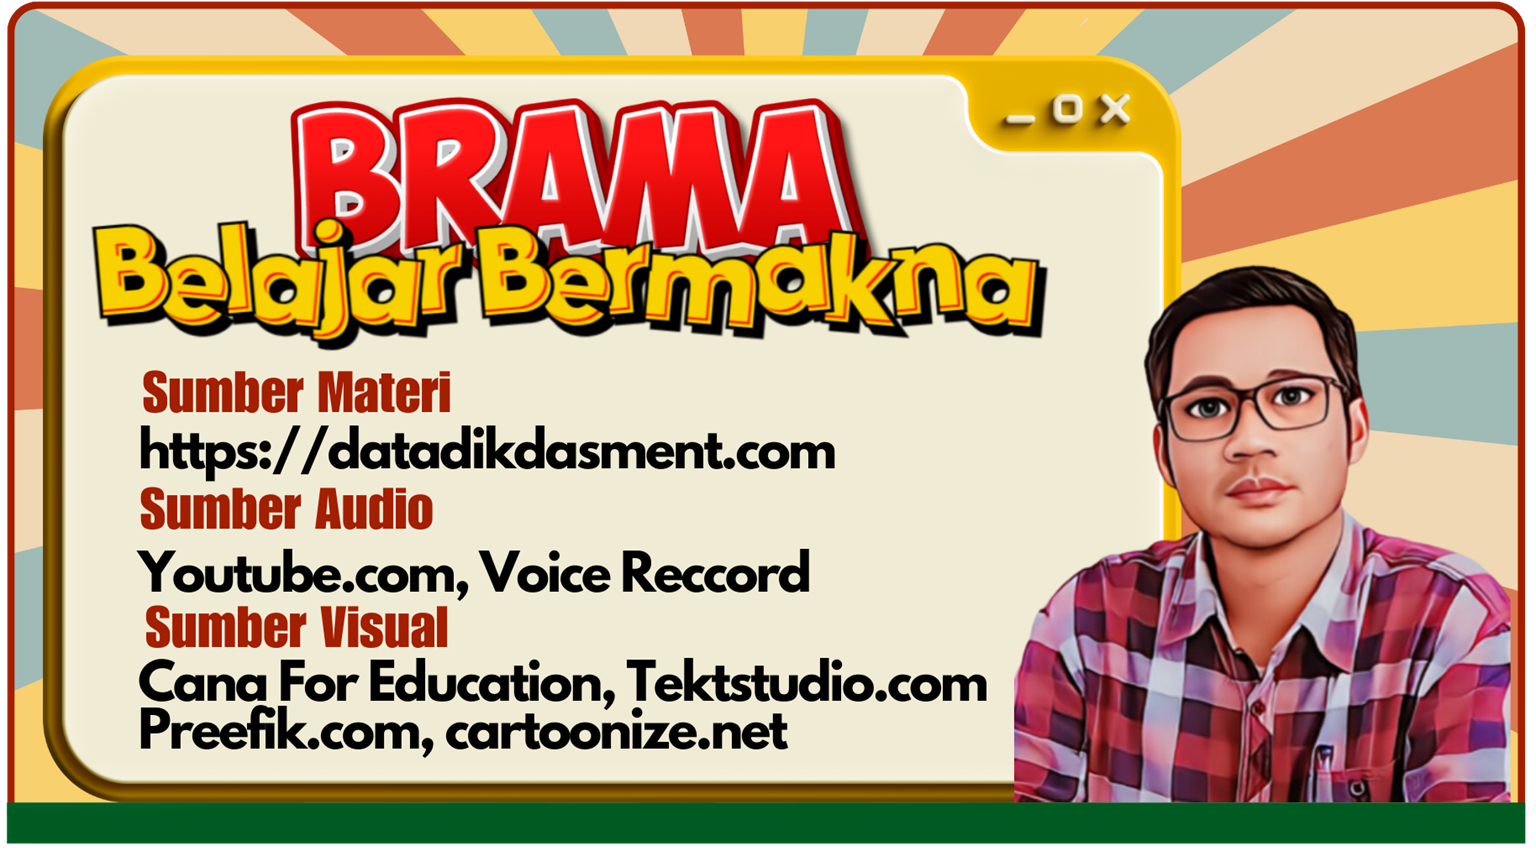 BRAMA
Belajar Bermakna
Sumber Materi
https://datadikdasment.com
Sumber Audio
Youtube.com, Voice Reccord
Sumber Visual
Cana For Education, Tektstudio.com
Preefik.com, cartoonize.net